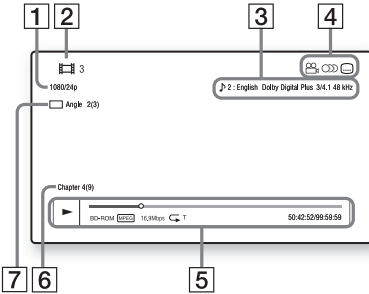 1 2 3 4
3
1080/24p
2 : English Dolby Digital Plus 3/4.1 48 kHz
Angle 2(3)
Chapter 4(9)
BD-ROM MPEG 16,9Mbps T 50:42:52/99:59:59
7 6 5